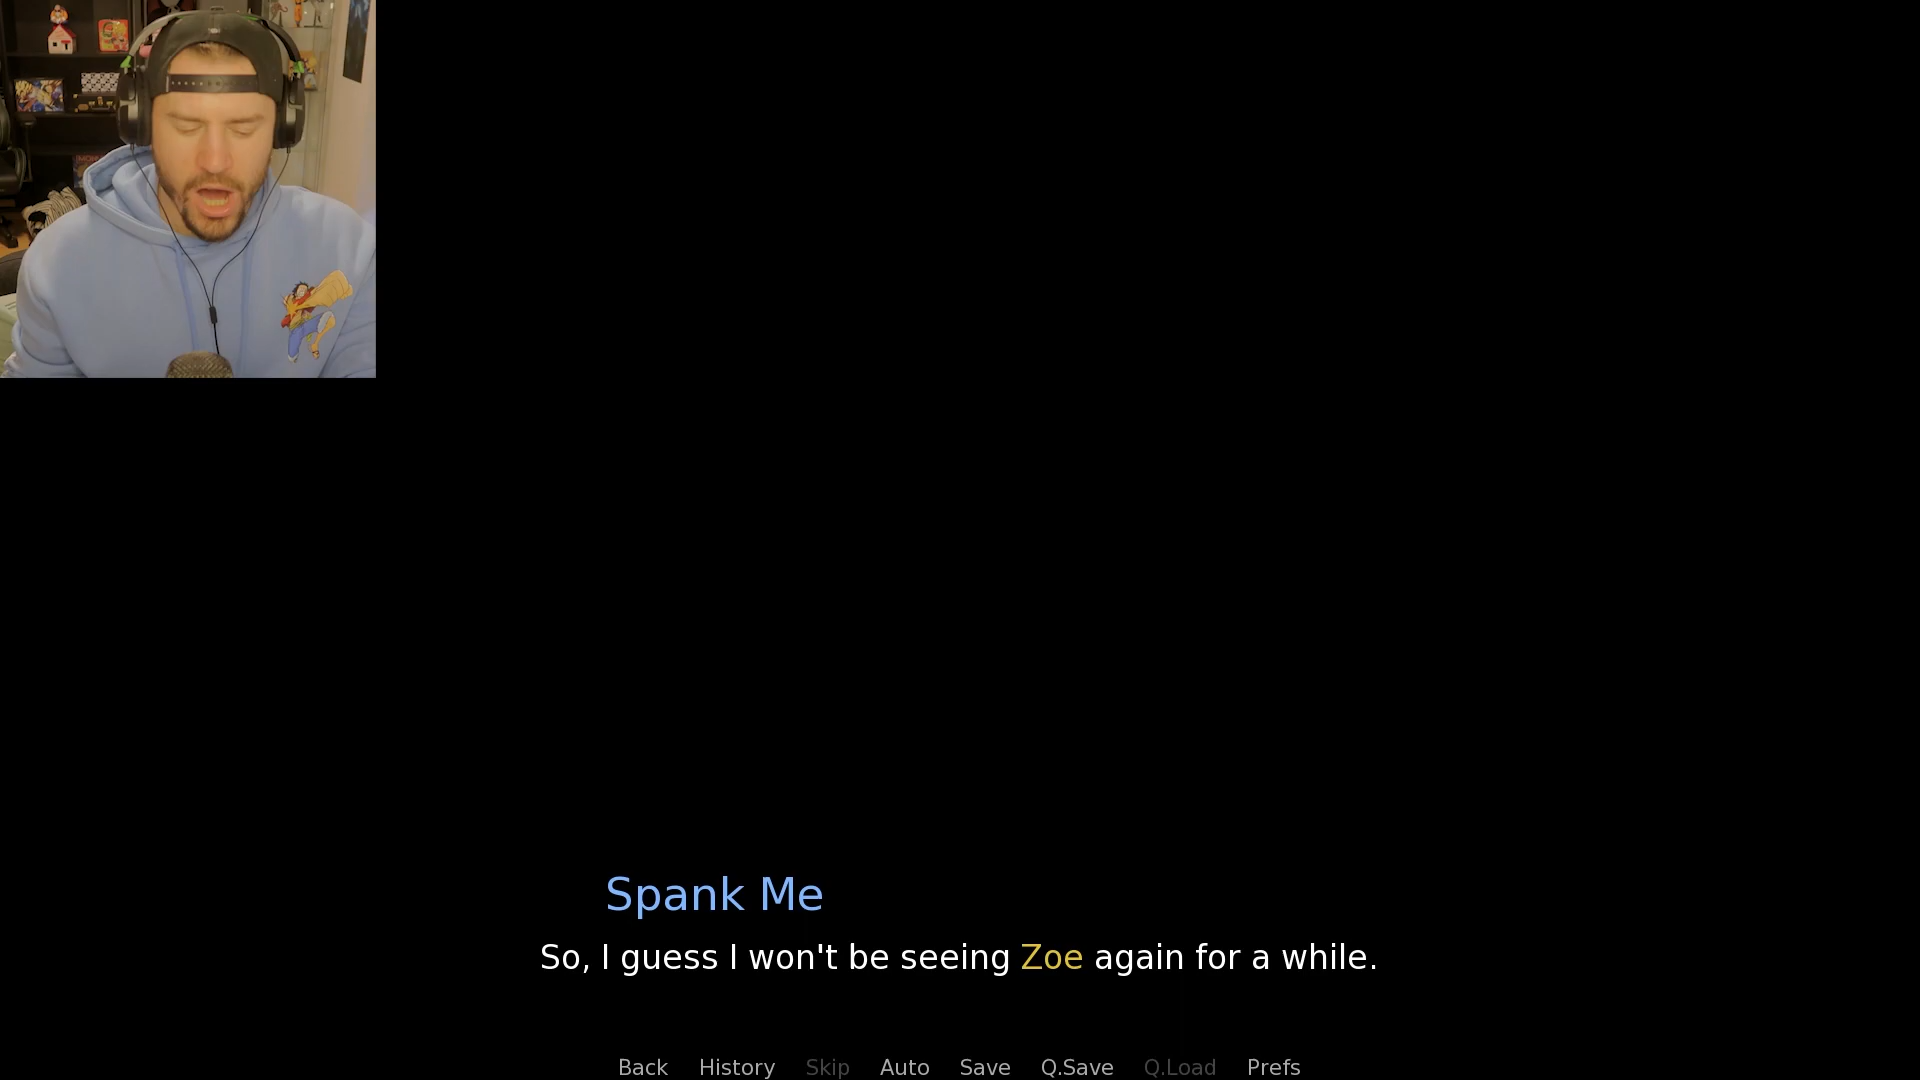 Spank Me
So, I guess I won't be seeing Zoe again for a while.
Back History Skip Auto Save Q.Save Q.Load Prefs